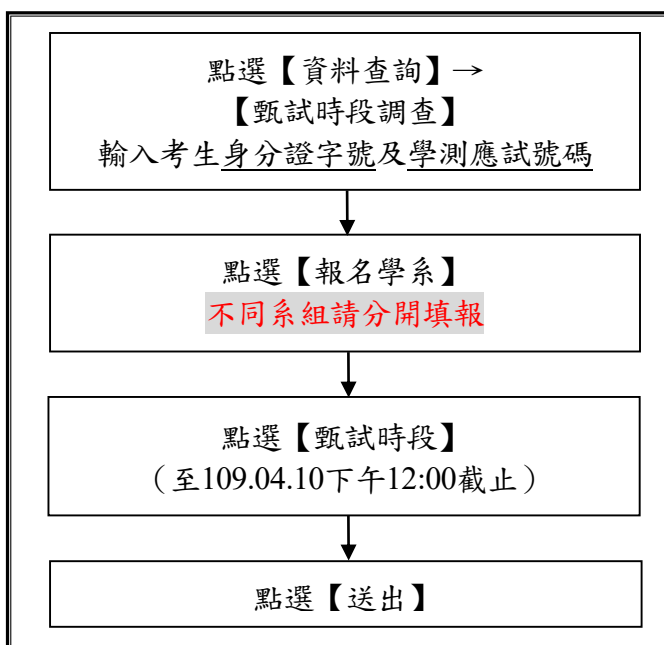 點選【資料查詢】→
【甄試時段調查】
輸入考生身分證字號及學測應試號碼
點選【報名學系】
不同系組請分開填報
點選【甄試時段】
（至109.04.10下午12:00截止）
點選【送出】